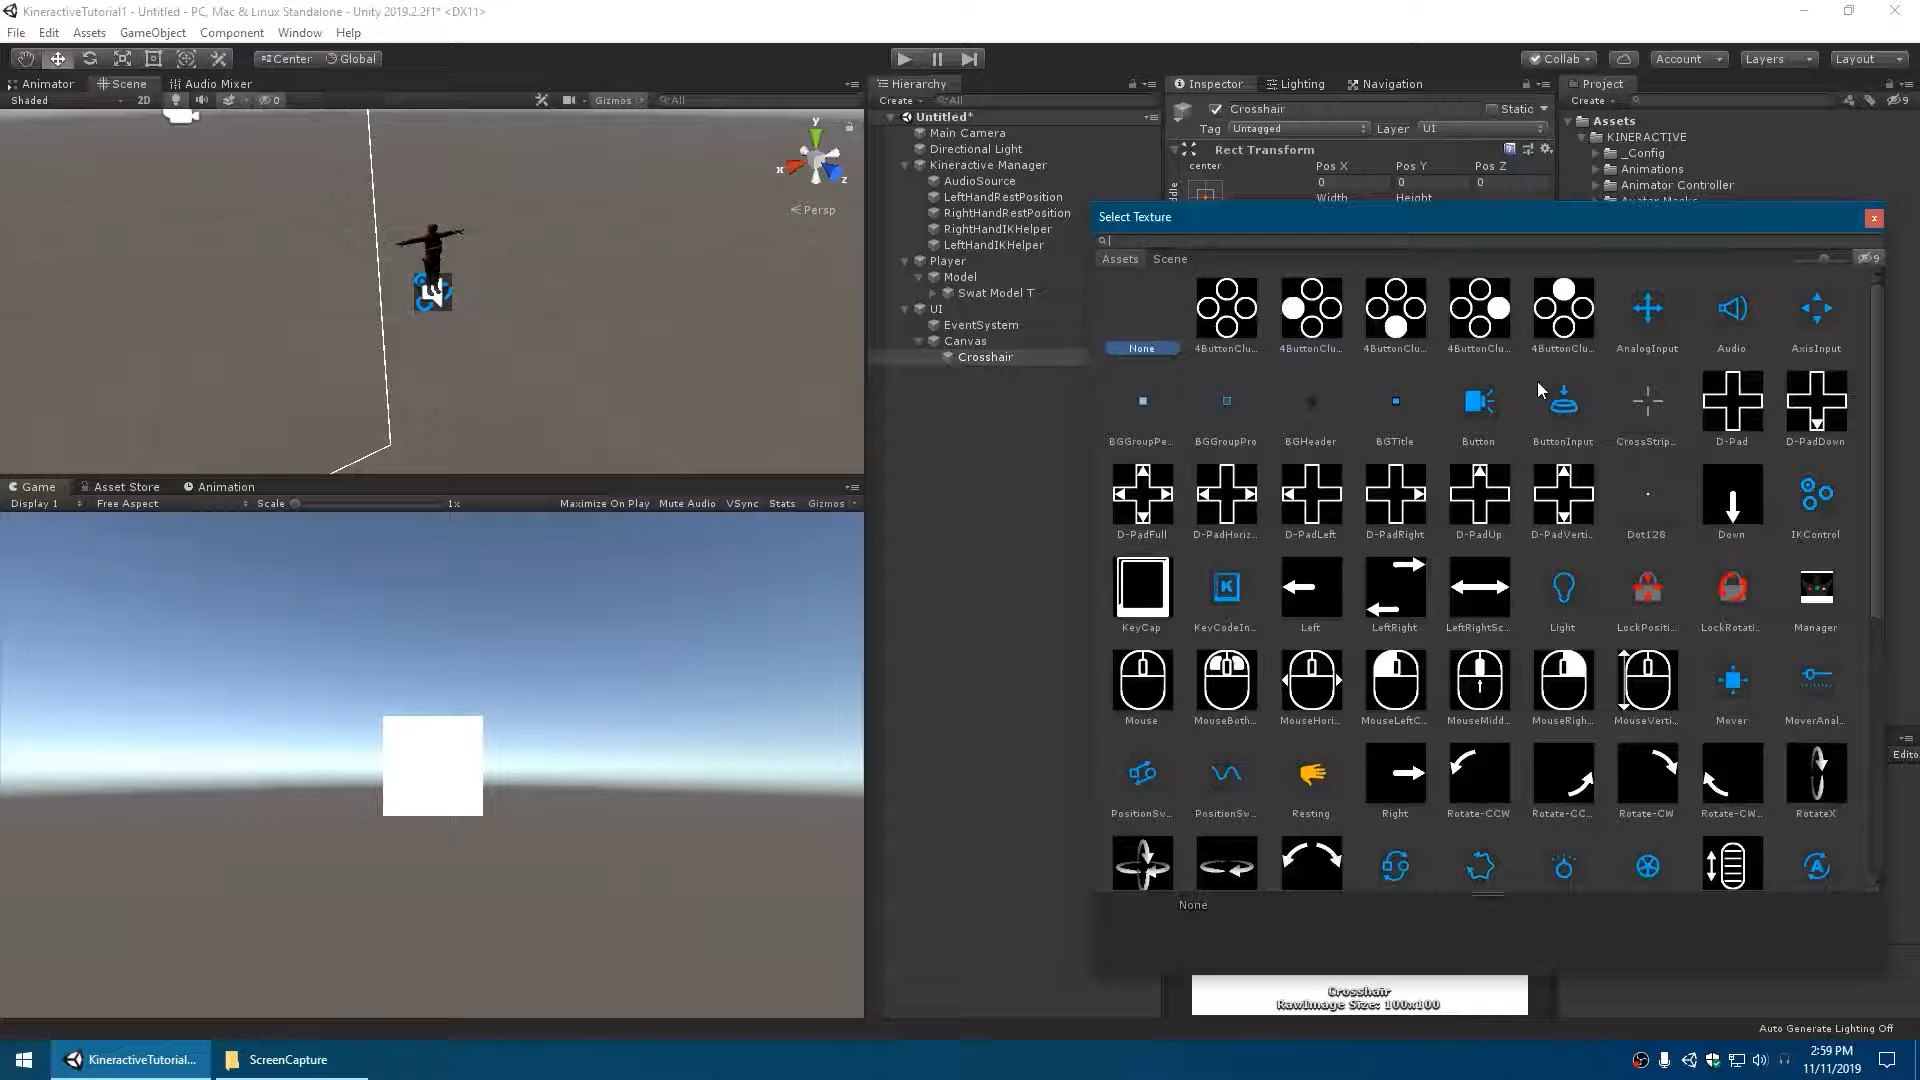 KineractiveTutorial1 - Untitled - PC, Mac & Linux Standalone - Unity 2019.2.2f1* <DX11>
File Edit Assets GameObject Component Window Help
Center Global
Collab Account Layers Layout
Animator Scene Audio Mixer
Shaded 2D 0 Gizmos All
y
x
z
Persp
Hierarchy
Create All
Untitled*
Main Camera
Directional Light
Kineractive Manager
AudioSource
LeftHandRestPosition
RightHandRestPosition
RightHandIKHelper
LeftHandIKHelper
Player
Model
Swat Model T
UI
EventSystem
Canvas
Crosshair
Inspector Lighting Navigation
Crosshair Static
Tag Untagged Layer UI
Rect Transform
center Pos X Pos Y Pos Z
0 0 0
Width Height
Project
Create 9
Assets
KINERACTIVE
_Config
Animations
Animator Controller
Select Texture x
Assets Scene 9
None 4ButtonClu... 4ButtonClu... 4ButtonClu... 4ButtonClu... 4ButtonClu... AnalogInput Audio AxisInput
BGGroupPe... BGGroupPro BGHeader BGTitle Button ButtonInput CrossStrip... D-Pad D-PadDown
D-PadFull D-PadHoriz... D-PadLeft D-PadRight D-PadUp D-PadVerti... Dot128 Down IKControl
K
KeyCap KeyCodeIn... Left LeftRight LeftRightSc... Light LockPositi... LockRotati... Manager
Mouse MouseBoth... MouseHori... MouseLeftC... MouseMidd... MouseRigh... MouseVerti... Mover MoverAnal...
PositionSw... PositionSw... Resting Right Rotate-CCW Rotate-CC... Rotate-CW Rotate-CW... RotateX
A
None
Game Asset Store Animation
Display 1 Free Aspect Scale 1x Maximize On Play Mute Audio VSync Stats Gizmos
Edito
Crosshair
RawImage Size: 100x100
Auto Generate Lighting Off
KineractiveTutorial... ScreenCapture
2:59 PM
11/11/2019